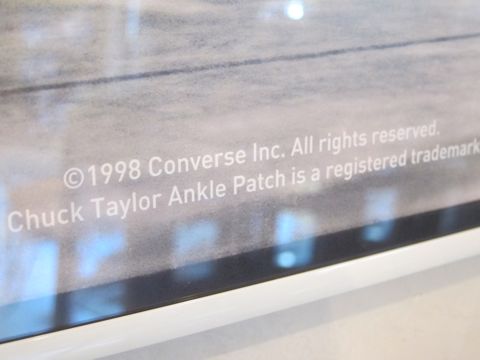 ©1998 Converse Inc. All rights reserved.
Chuck Taylor Ankle Patch is a registered trademark